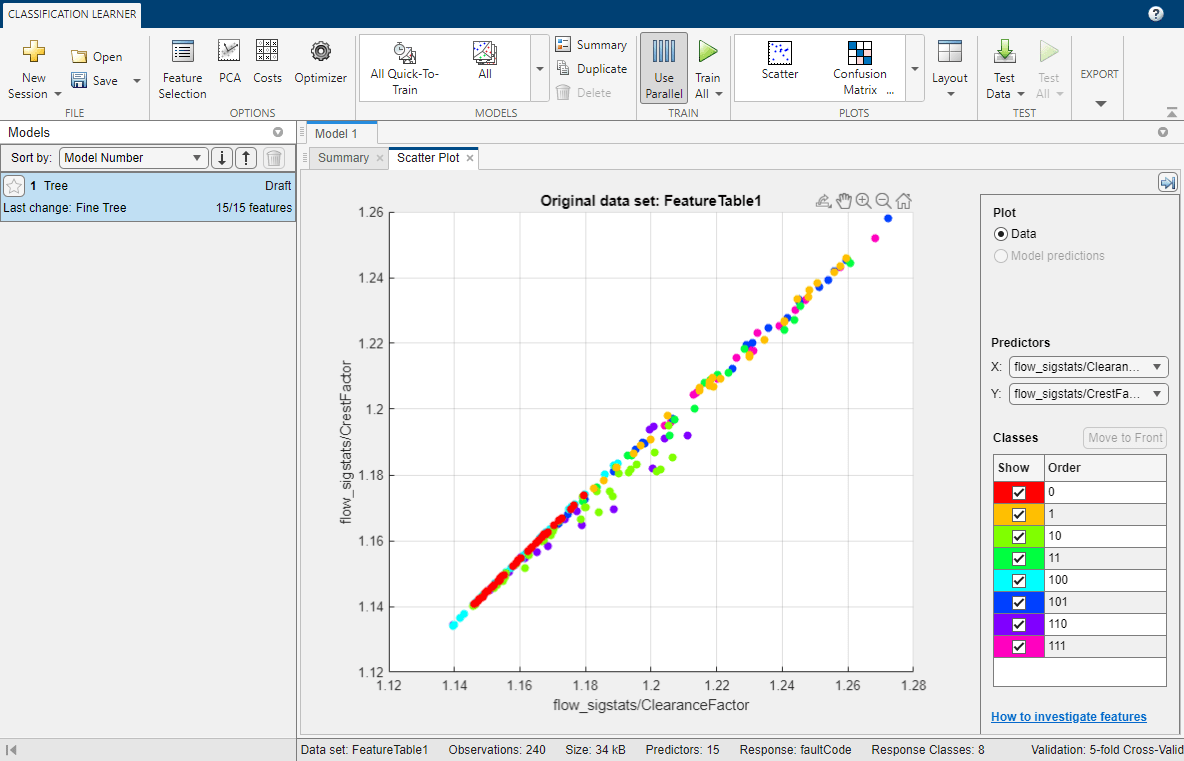 CLASSIFICATION LEARNER
?
New
Session
Open
Save
FILE
Feature
Selection
PCA
Costs
Optimizer
OPTIONS
All Quick-To-
Train
All
Summary
Duplicate
Delete
MODELS
Use
Parallel
Train
All
TRAIN
Scatter
Confusion
Matrix ...
Layout
PLOTS
Test
Data
Test
All
TEST
EXPORT
Models
Sort by: Model Number
1 Tree Draft
Last change: Fine Tree 15/15 features
Model 1
Summary
Scatter Plot
Original data set: FeatureTable1
1.26
1.24
1.22
1.2
1.18
1.16
1.14
1.12
flow_sigstats/CrestFactor
1.12 1.14 1.16 1.18 1.2 1.22 1.24 1.26 1.28
flow_sigstats/ClearanceFactor
Plot
Data
Model predictions
Predictors
X: flow_sigstats/Clearan...
Y: flow_sigstats/CrestFa...
Classes Move to Front
Show Order
0
1
10
11
100
101
110
111
How to investigate features
Data set: FeatureTable1 Observations: 240 Size: 34 kB Predictors: 15 Response: faultCode Response Classes: 8 Validation: 5-fold Cross-Valid